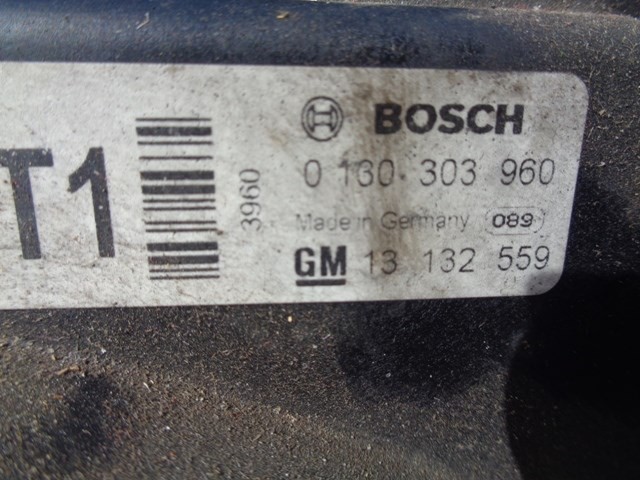 T1
3960
BOSCH
0 130 303 960
Made in Germany 089
GM 13 132 559